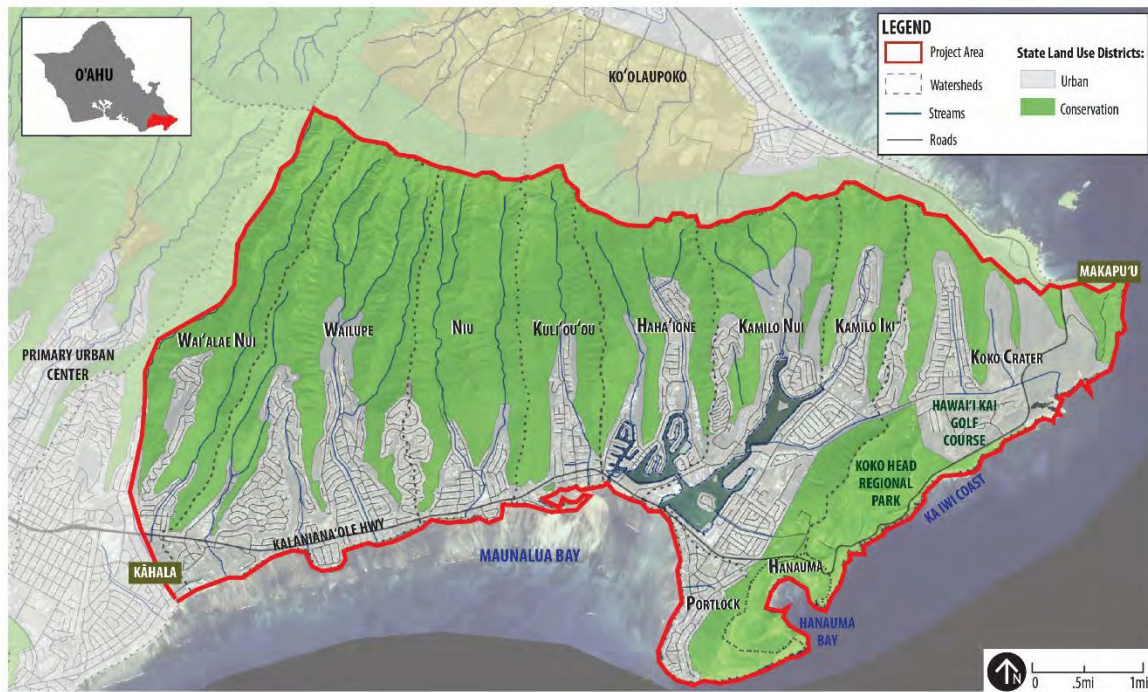 O'AHU
KO'OLAUPOKO
LEGEND
Project Area
Watersheds
Streams
Roads
State Land Use Districts:
Urban
Conservation
MAKAPU'U
WAI'ALAE NUI
WAILUPE
NIU
KULI'OU'OU
HAHA'IONE
KAMILO NUI
KAMILO IKI
KOKO CRATER
PRIMARY URBAN
CENTER
HAWAI'I KAI
GOLF
COURSE
KOKO HEAD
REGIONAL
PARK
KA IWI COAST
KALANIANA'OLE HWY
MAUNALUA BAY
KĀHALA
HANAUMA
PORTLOCK
HANAUMA
BAY
N
0 .5mi 1mi